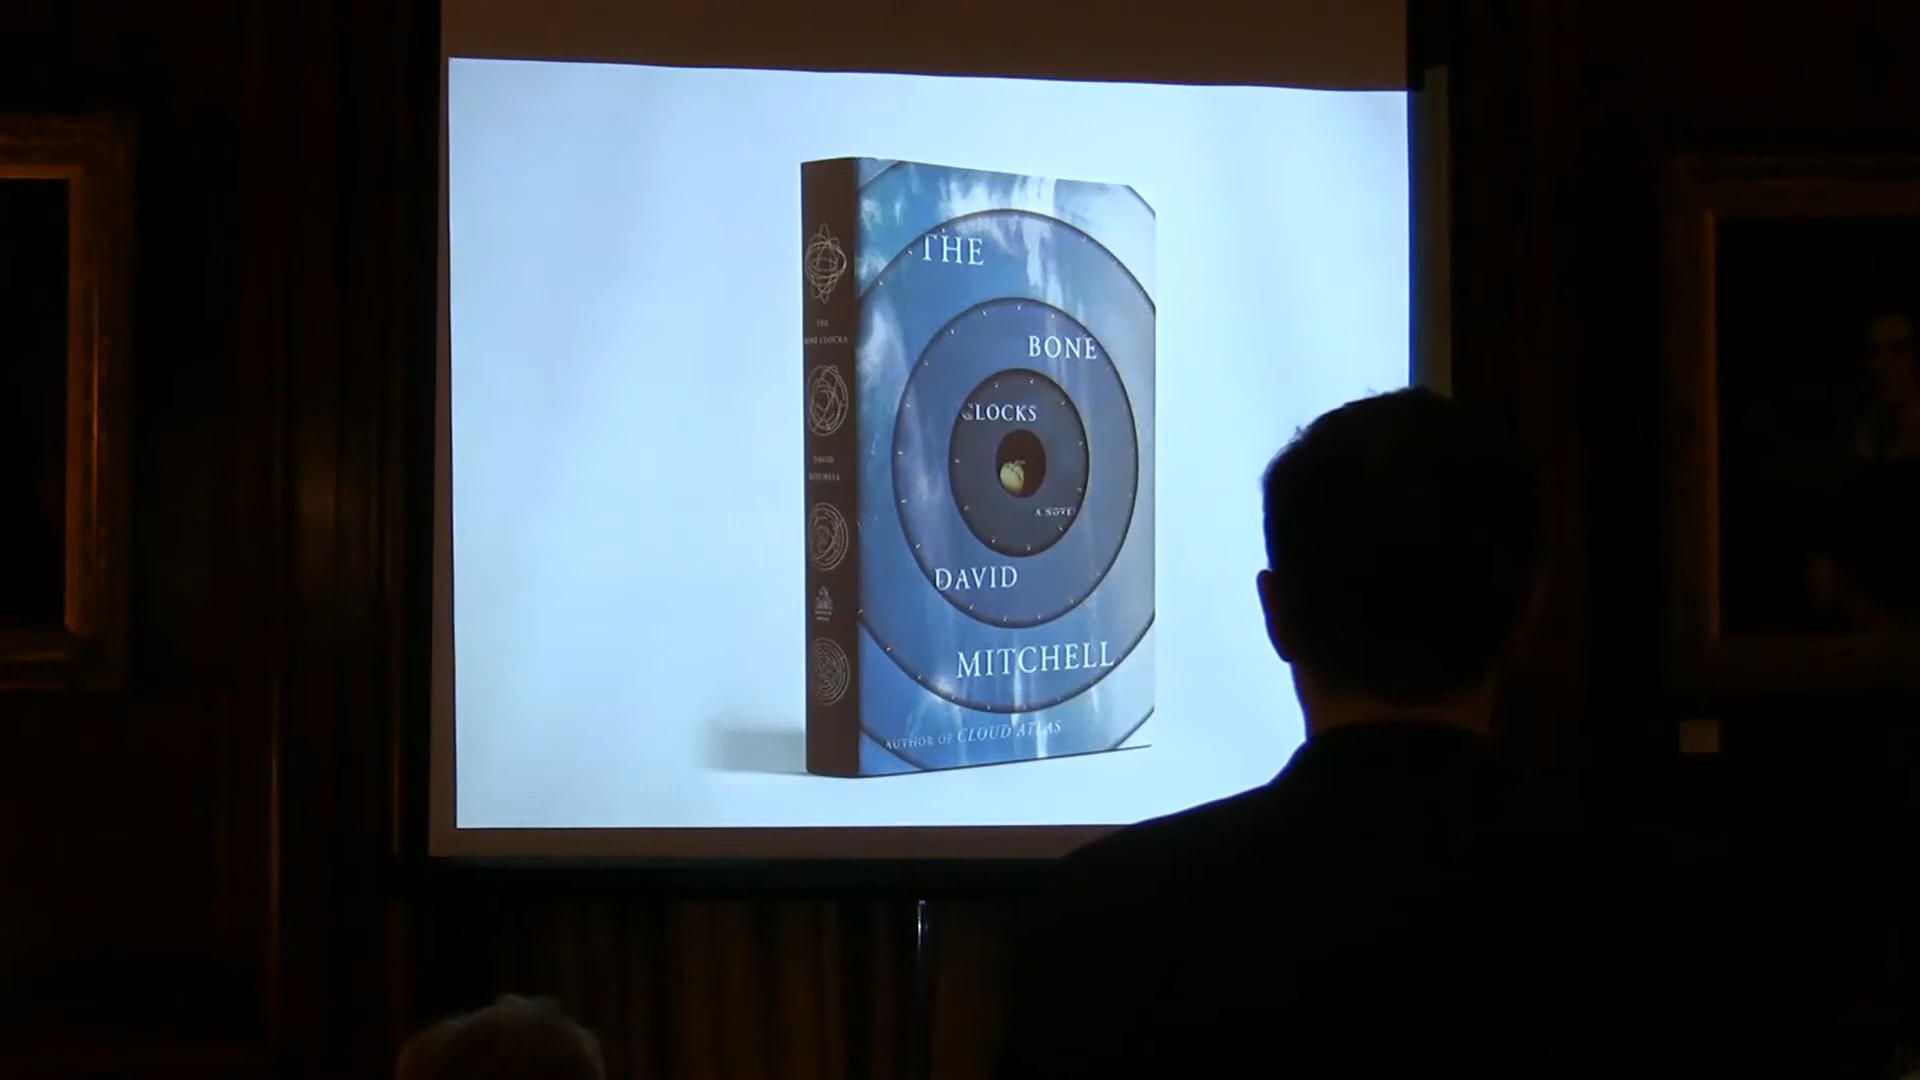 THE
BONE
CLOCKS
A NOVEL
DAVID
MITCHELL
AUTHOR OF CLOUD ATLAS
THE
BONE CLOCKS
DAVID
MITCHELL